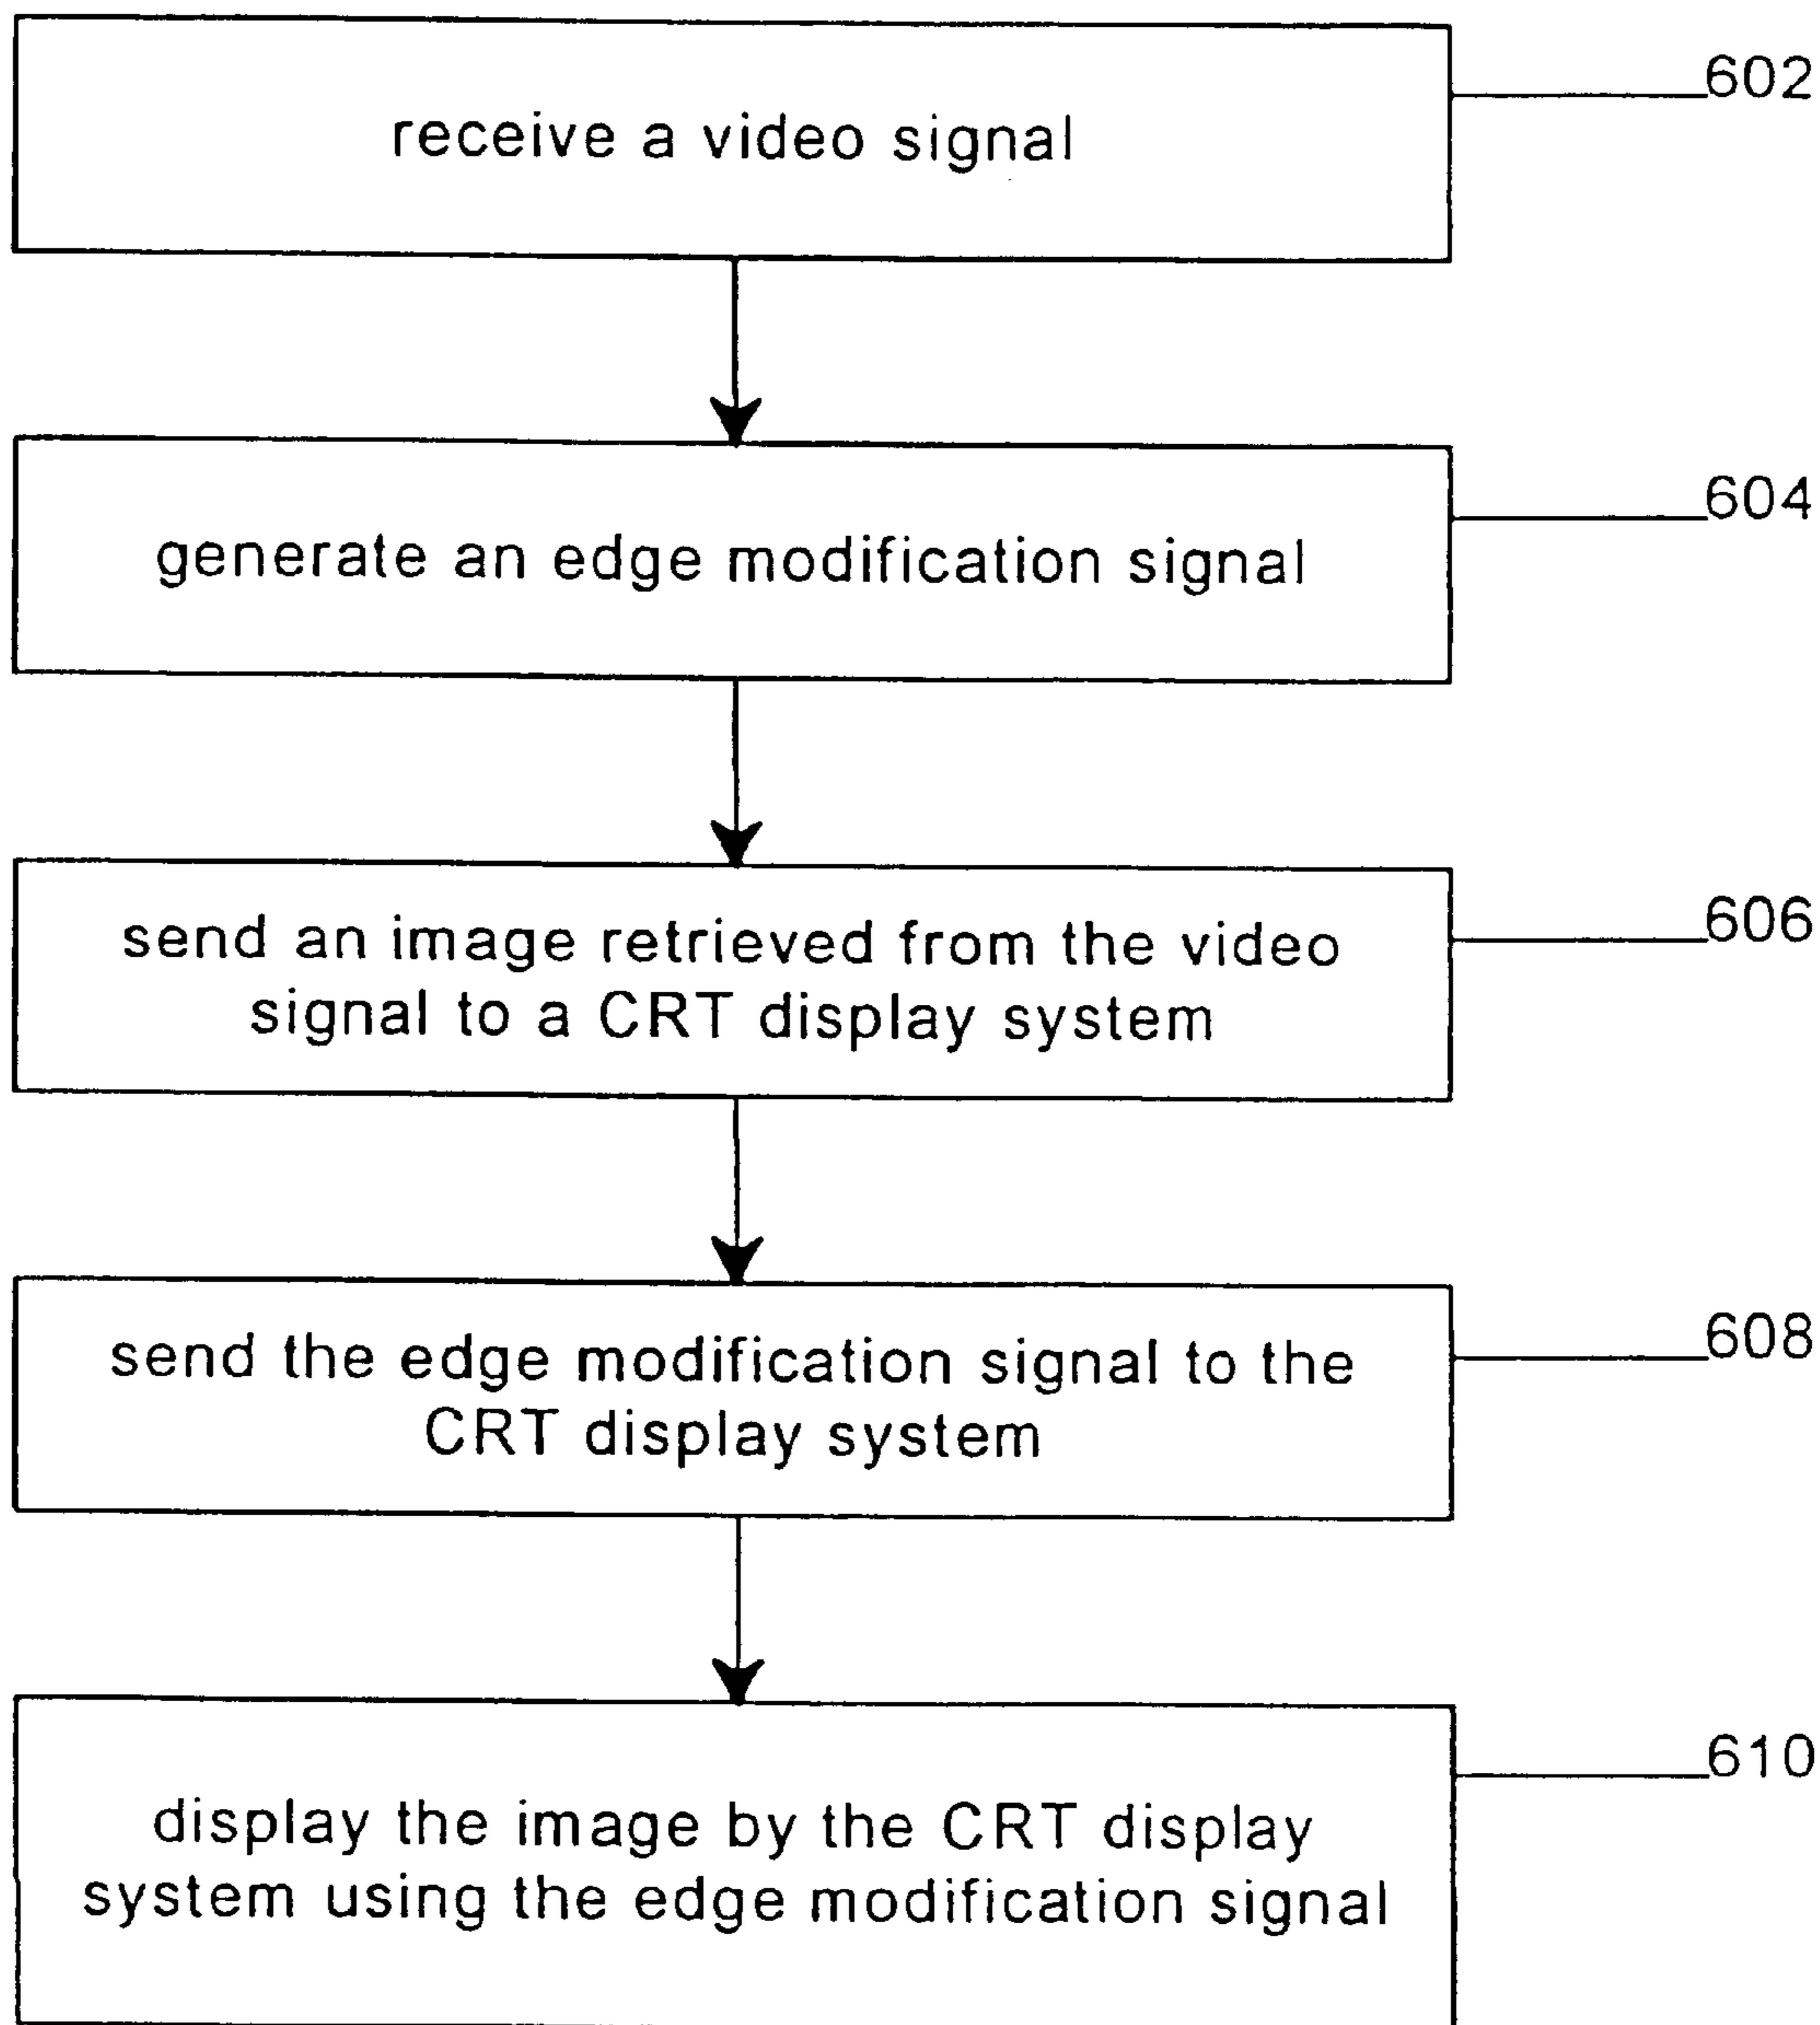 receive a video signal
602
generate an edge modification signal
604
send an image retrieved from the video
signal to a CRT display system
606
send the edge modification signal to the
CRT display system
608
display the image by the CRT display
system using the edge modification signal
610